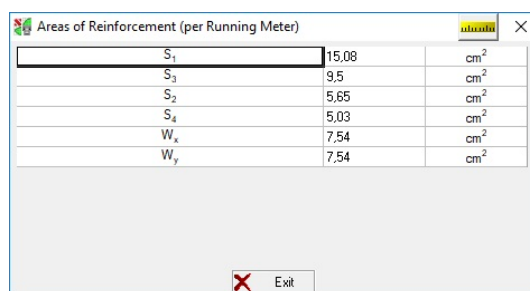 Areas of Reinforcement (per Running Meter)
S₁ 15,08 cm²
S₃ 9,5 cm²
S₂ 5,65 cm²
S₄ 5,03 cm²
Wₓ 7,54 cm²
Wᵧ 7,54 cm²
Exit